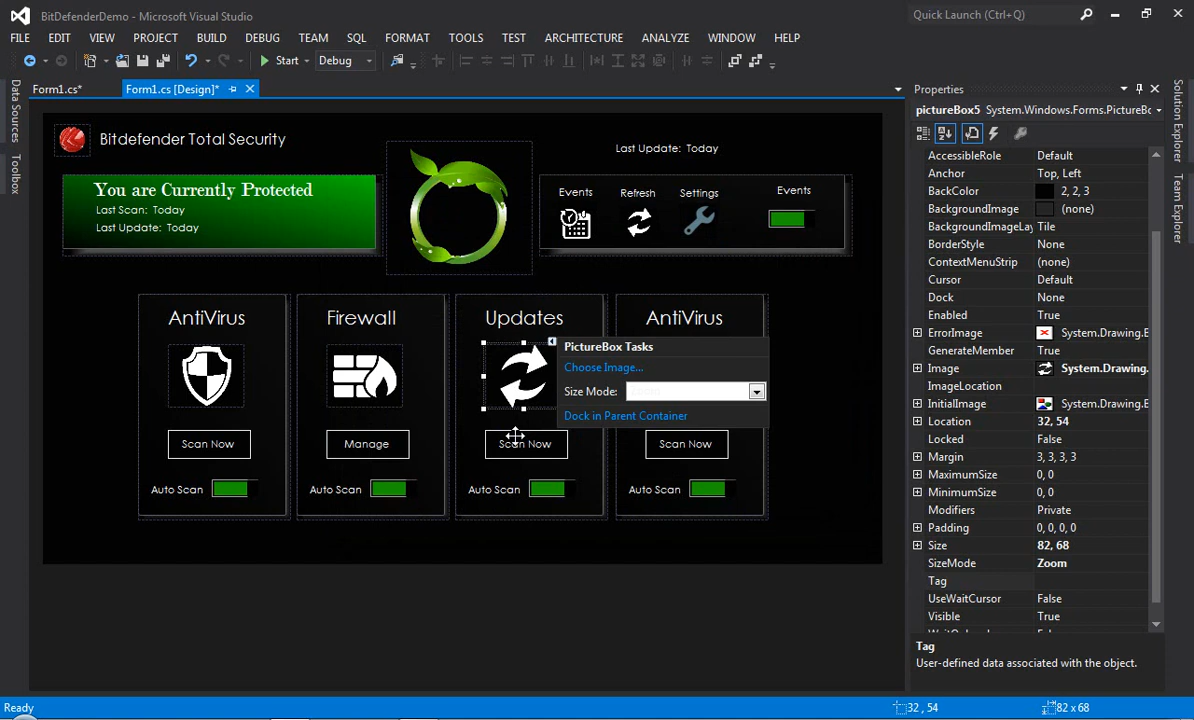 BitDefenderDemo - Microsoft Visual Studio
Quick Launch (Ctrl+Q)
FILE EDIT VIEW PROJECT BUILD DEBUG TEAM SQL FORMAT TOOLS TEST ARCHITECTURE ANALYZE WINDOW HELP
Start Debug
Data Sources
Toolbox
Form1.cs* Form1.cs [Design]*
Bitdefender Total Security
You are Currently Protected
Last Scan: Today
Last Update: Today
Last Update: Today
Events Refresh Settings Events
AntiVirus Firewall Updates AntiVirus
Scan Now Manage Scan Now Scan Now
Auto Scan Auto Scan Auto Scan Auto Scan
PictureBox Tasks
Choose Image...
Size Mode:
Dock in Parent Container
Properties
pictureBox5 System.Windows.Forms.PictureBo
AccessibleRole Default
Anchor Top, Left
BackColor 2, 2, 3
BackgroundImage (none)
BackgroundImageLay Tile
BorderStyle None
ContextMenuStrip (none)
Cursor Default
Dock None
Enabled True
ErrorImage System.Drawing.B
GenerateMember True
Image System.Drawing.
ImageLocation
InitialImage System.Drawing.B
Location 32, 54
Locked False
Margin 3, 3, 3, 3
MaximumSize 0, 0
MinimumSize 0, 0
Modifiers Private
Padding 0, 0, 0, 0
Size 82, 68
SizeMode Zoom
Tag
UseWaitCursor False
Visible True
Tag
User-defined data associated with the object.
Solution Explorer
Team Explorer
Ready
32 , 54
82 x 68